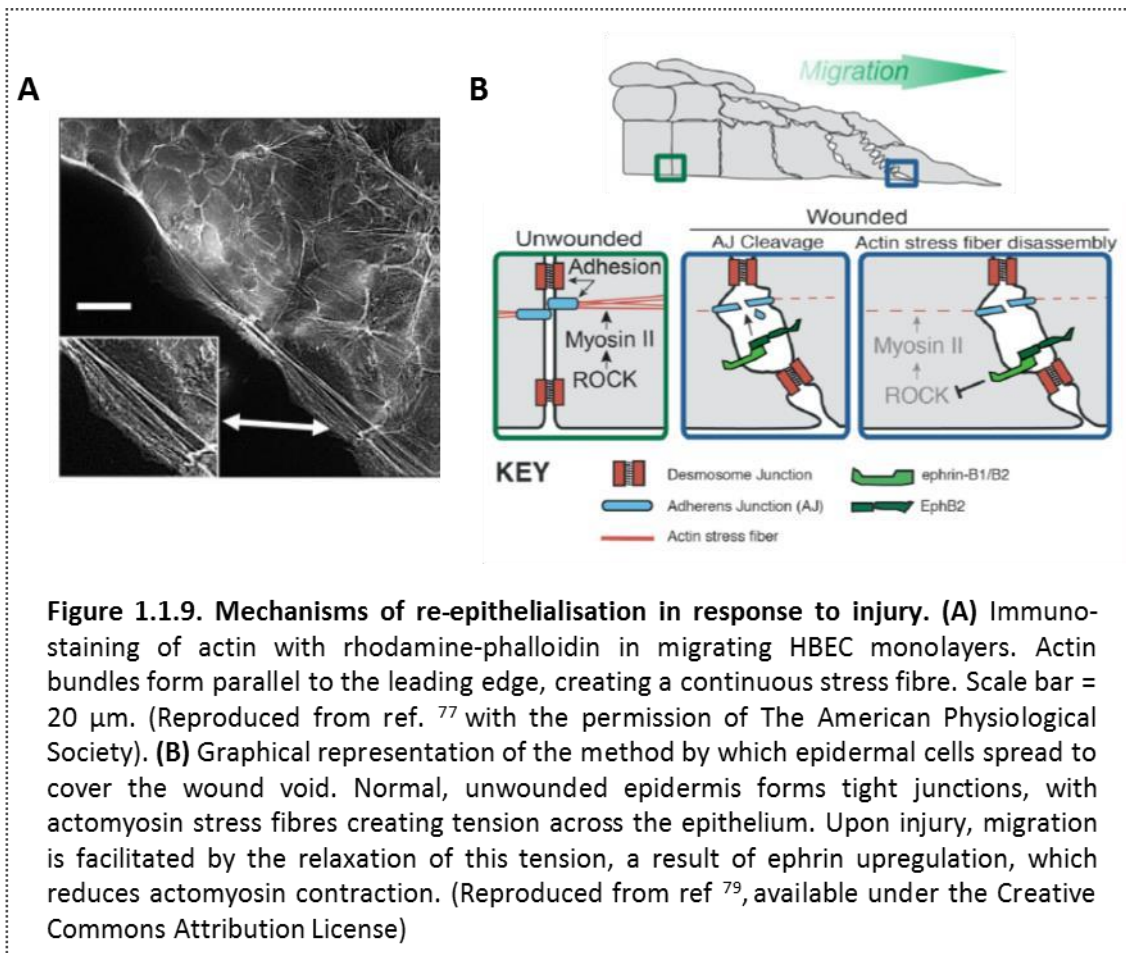 A
B
Migration
Wounded
Unwounded
AJ Cleavage
Actin stress fiber disassembly
Adhesion
Myosin II
ROCK
Myosin II
ROCK
KEY
Desmosome Junction
ephrin-B1/B2
Adherens Junction (AJ)
EphB2
Actin stress fiber
Figure 1.1.9. Mechanisms of re-epithelialisation in response to injury. (A) Immuno-
staining of actin with rhodamine-phalloidin in migrating HBEC monolayers. Actin
bundles form parallel to the leading edge, creating a continuous stress fibre. Scale bar =
20 μm. (Reproduced from ref. 77 with the permission of The American Physiological
Society). (B) Graphical representation of the method by which epidermal cells spread to
cover the wound void. Normal, unwounded epidermis forms tight junctions, with
actomyosin stress fibres creating tension across the epithelium. Upon injury, migration
is facilitated by the relaxation of this tension, a result of ephrin upregulation, which
reduces actomyosin contraction. (Reproduced from ref 79, available under the Creative
Commons Attribution License)